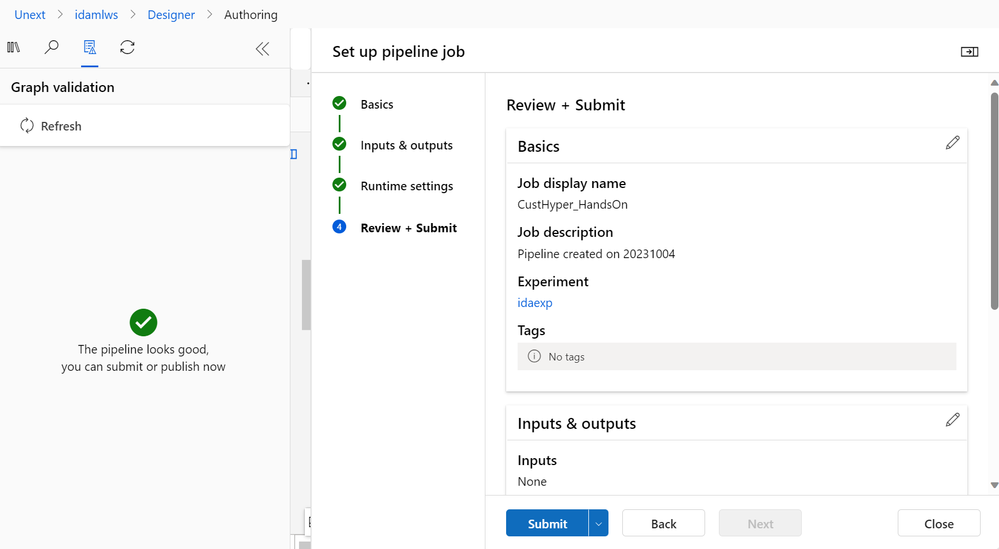 Unext > idamlws > Designer > Authoring
Graph validation
Refresh
The pipeline looks good,
you can submit or publish now
Set up pipeline job
Basics
Inputs & outputs
Runtime settings
4 Review + Submit
Review + Submit
Basics
Job display name
CustHyper_HandsOn
Job description
Pipeline created on 20231004
Experiment
idaexp
Tags
No tags
Inputs & outputs
Inputs
None
Submit
Back
Next
Close